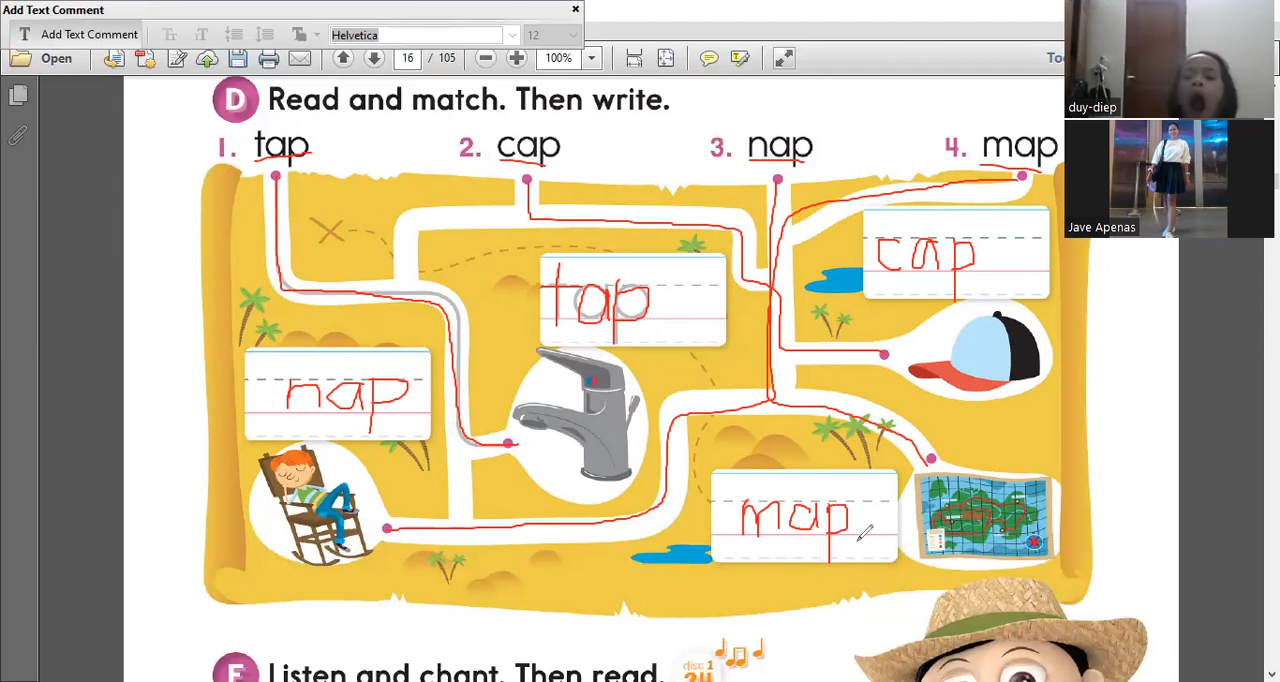 Add Text Comment
Add Text Comment Helvetica 12
Open 16 / 105 100%
duy-diep
Jave Apenas
D Read and match. Then write.
1. tap 2. cap 3. nap 4. map
cap
tap
nap
map
E Listen and chant. Then read. disc 1